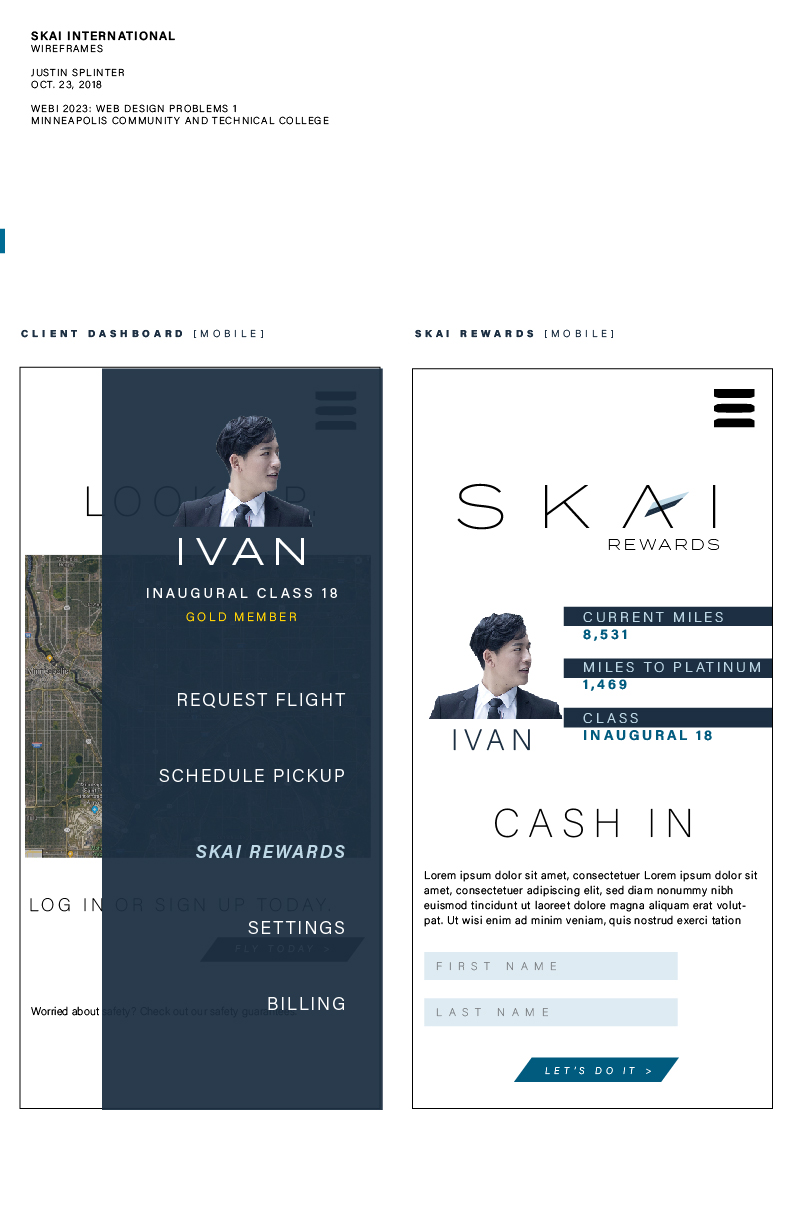 SKAI INTERNATIONAL
WIREFRAMES
JUSTIN SPLINTER
OCT. 23, 2018
WEBI 2023: WEB DESIGN PROBLEMS 1
MINNEAPOLIS COMMUNITY AND TECHNICAL COLLEGE
CLIENT DASHBOARD [MOBILE]
LOOK UP.
IVAN
INAUGURAL CLASS 18
GOLD MEMBER
Minneapolis
REQUEST FLIGHT
SCHEDULE PICKUP
SKAI REWARDS
LOG IN OR SIGN UP TODAY.
SETTINGS
FLY TODAY >
BILLING
Worried about safety? Check out our safety
SKAI REWARDS [MOBILE]
SKAI
REWARDS
CURRENT MILES
8,531
MILES TO PLATINUM
1,469
CLASS
INAUGURAL 18
IVAN
CASH IN
Lorem ipsum dolor sit amet, consectetuer Lorem ipsum dolor sit
amet, consectetuer adipiscing elit, sed diam nonummy nibh
euismod tincidunt ut laoreet dolore magna aliquam erat volut-
pat. Ut wisi enim ad minim veniam, quis nostrud exerci tation
FIRST NAME
LAST NAME
LET'S DO IT >